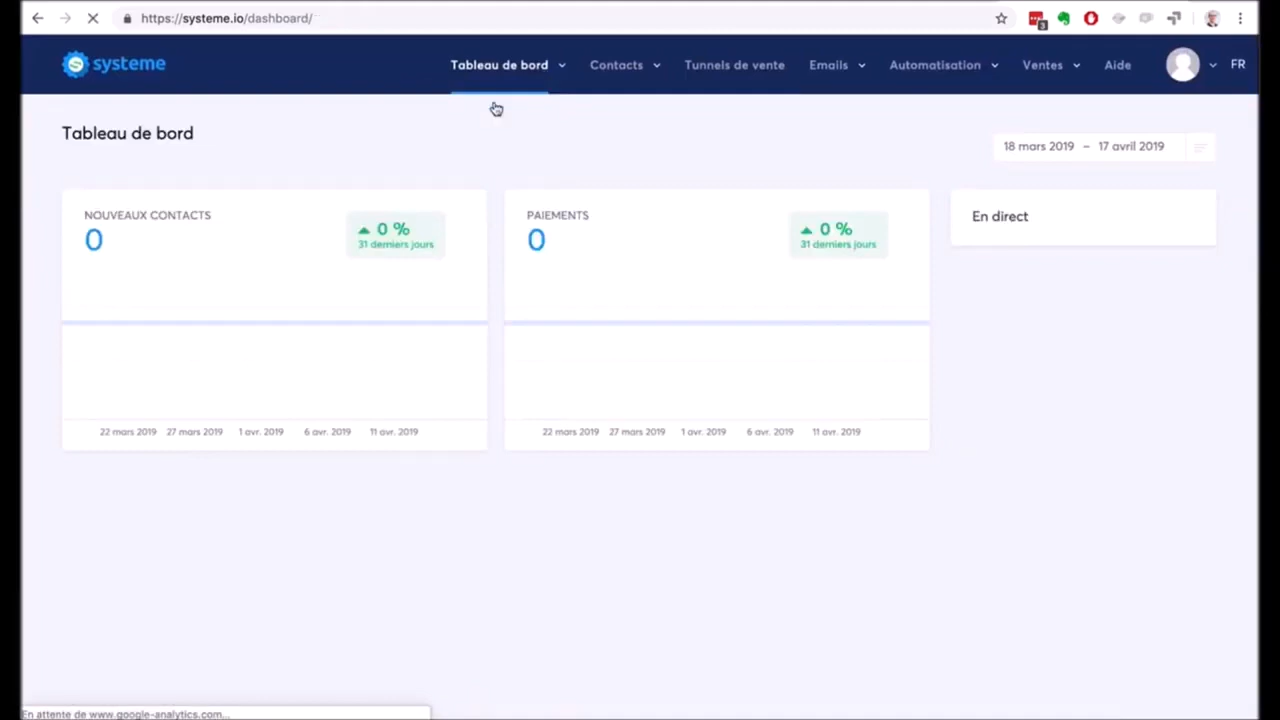 https://systeme.io/dashboard/
3
systeme
Tableau de bord
Contacts
Tunnels de vente
Emails
Automatisation
Ventes
Aide
FR
Tableau de bord
18 mars 2019 – 17 avril 2019
NOUVEAUX CONTACTS
0
0 %
31 derniers jours
PAIEMENTS
0
0 %
31 derniers jours
En direct
22 mars 2019 27 mars 2019 1 avr. 2019 6 avr. 2019 11 avr. 2019
22 mars 2019 27 mars 2019 1 avr. 2019 6 avr. 2019 11 avr. 2019
En attente de www.google-analytics.com...